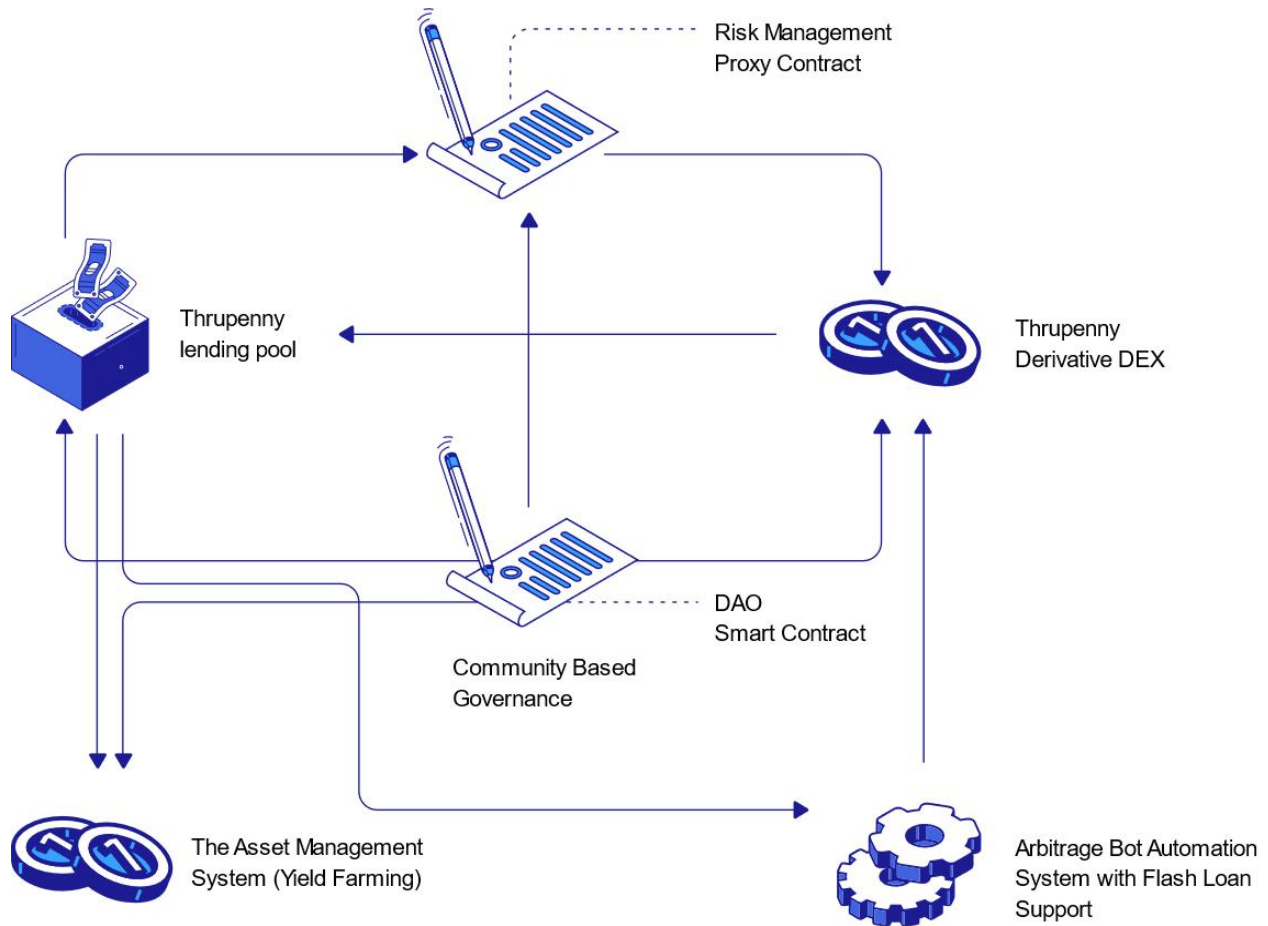 Risk Management
Proxy Contract
Thrupenny
lending pool
Thrupenny
Derivative DEX
DAO
Smart Contract
Community Based
Governance
The Asset Management
System (Yield Farming)
Arbitrage Bot Automation
System with Flash Loan
Support